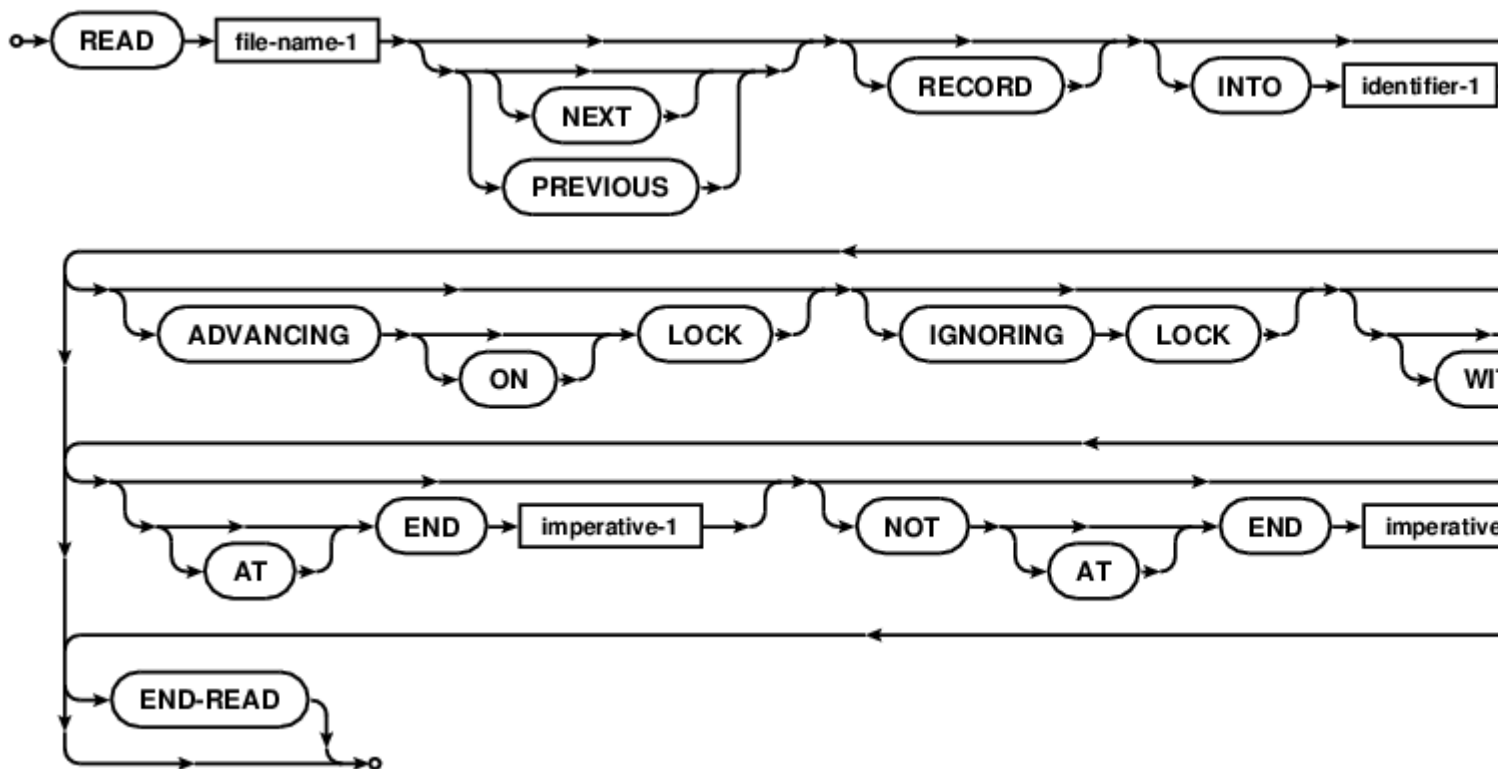 READ file-name-1
NEXT RECORD INTO identifier-1
PREVIOUS
ADVANCING LOCK IGNORING LOCK
ON
END imperative-1 NOT END
AT AT
END-READ